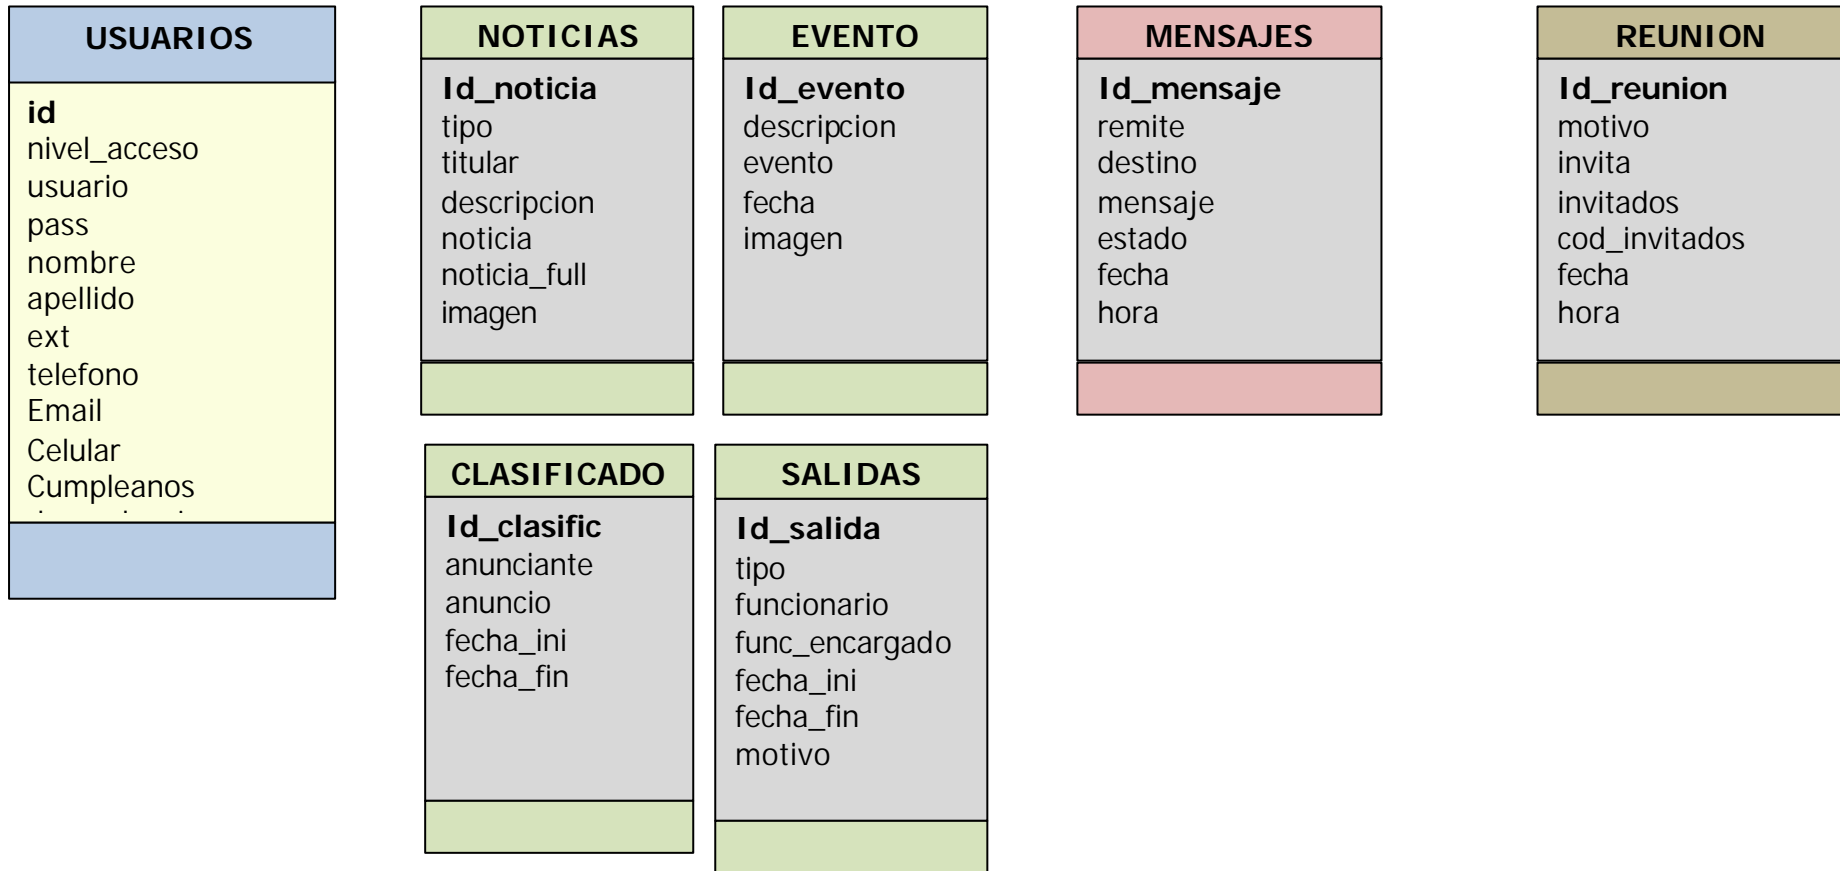 USUARIOS
id
nivel_acceso
usuario
pass
nombre
apellido
ext
telefono
Email
Celular
Cumpleanos
NOTICIAS
Id_noticia
tipo
titular
descripcion
noticia
noticia_full
imagen
EVENTO
Id_evento
descripcion
evento
fecha
imagen
MENSAJES
Id_mensaje
remite
destino
mensaje
estado
fecha
hora
REUNION
Id_reunion
motivo
invita
invitados
cod_invitados
fecha
hora
CLASIFICADO
Id_clasific
anunciante
anuncio
fecha_ini
fecha_fin
SALIDAS
Id_salida
tipo
funcionario
func_encargado
fecha_ini
fecha_fin
motivo